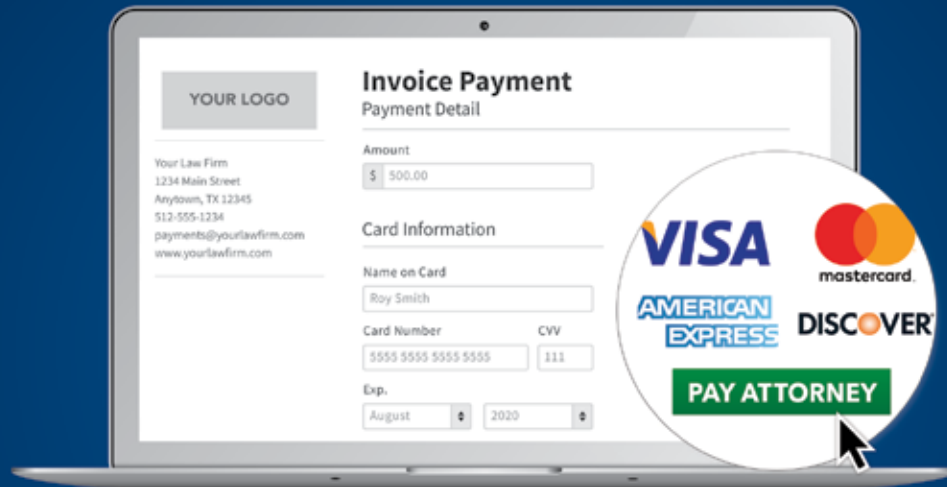 YOUR LOGO
Your Law Firm
1234 Main Street
Anytown, TX 12345
512-555-1234
payments@yourlawfirm.com
www.yourlawfirm.com
Invoice Payment
Payment Detail
Amount
$ 500.00
Card Information
Name on Card
Roy Smith
Card Number CVV
5555 5555 5555 5555 111
Exp.
August 2020
VISA
mastercard.
AMERICAN
EXPRESS
DISCOVER
PAY ATTORNEY